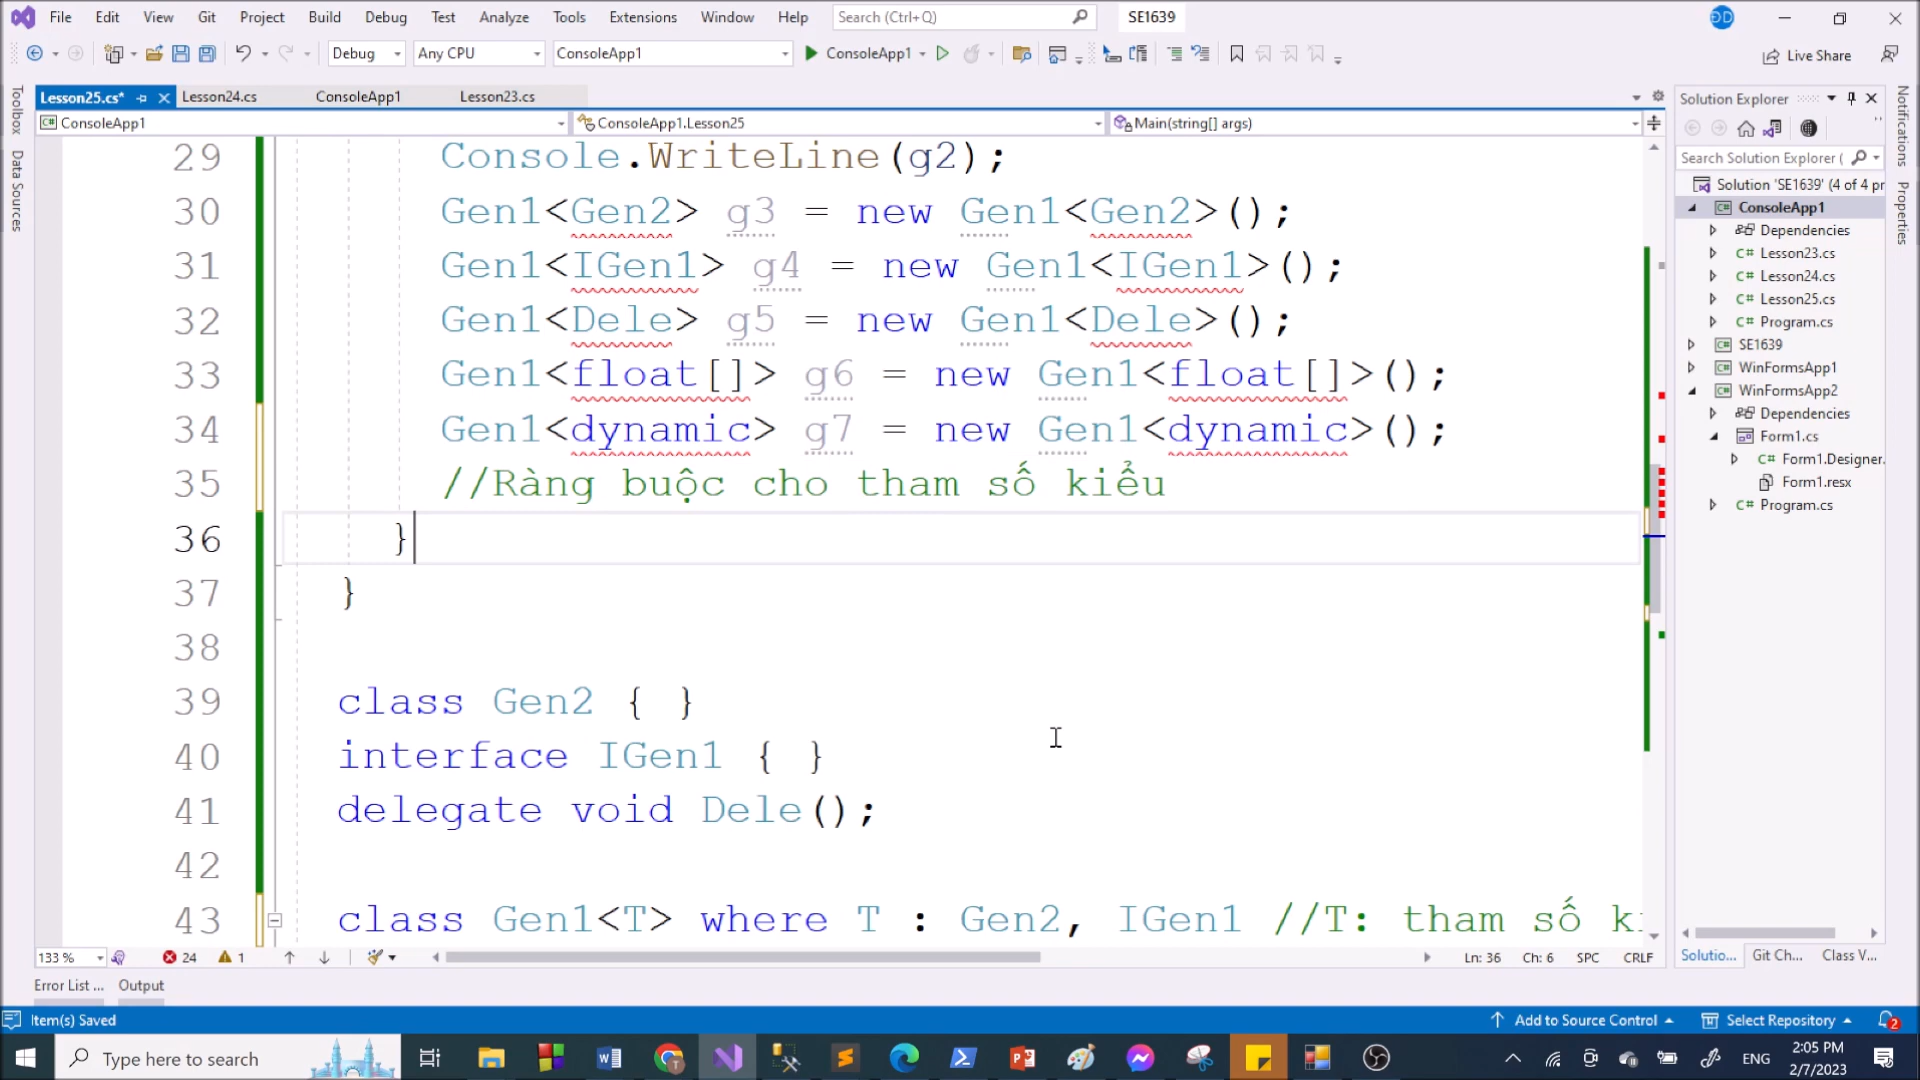 File Edit View Git Project Build Debug Test Analyze Tools Extensions Window Help Search (Ctrl+Q) SE1639 ĐD
Debug Any CPU ConsoleApp1 ConsoleApp1 Live Share
Lesson25.cs* Lesson24.cs ConsoleApp1 Lesson23.cs
ConsoleApp1 ConsoleApp1.Lesson25 Main(string[] args)
Toolbox
Data Sources
29 Console.WriteLine(g2);
30 Gen1<Gen2> g3 = new Gen1<Gen2>();
31 Gen1<IGen1> g4 = new Gen1<IGen1>();
32 Gen1<Dele> g5 = new Gen1<Dele>();
33 Gen1<float[]> g6 = new Gen1<float[]>();
34 Gen1<dynamic> g7 = new Gen1<dynamic>();
35 //Ràng buộc cho tham số kiểu
36 }
37 }
38
39 class Gen2 { }
40 interface IGen1 { }
41 delegate void Dele();
42
43 class Gen1<T> where T : Gen2, IGen1 //T: tham số ki
133 % 24 1 Ln: 36 Ch: 6 SPC CRLF
Error List ... Output
Solution Explorer
Search Solution Explorer (
Solution 'SE1639' (4 of 4 pr
ConsoleApp1
Dependencies
Lesson23.cs
Lesson24.cs
Lesson25.cs
Program.cs
SE1639
WinFormsApp1
WinFormsApp2
Dependencies
Form1.cs
Form1.Designer.
Form1.resx
Program.cs
Solutio... Git Ch... Class V...
Notifications
Properties
Item(s) Saved Add to Source Control Select Repository 2
Type here to search ENG 2:05 PM
2/7/2023